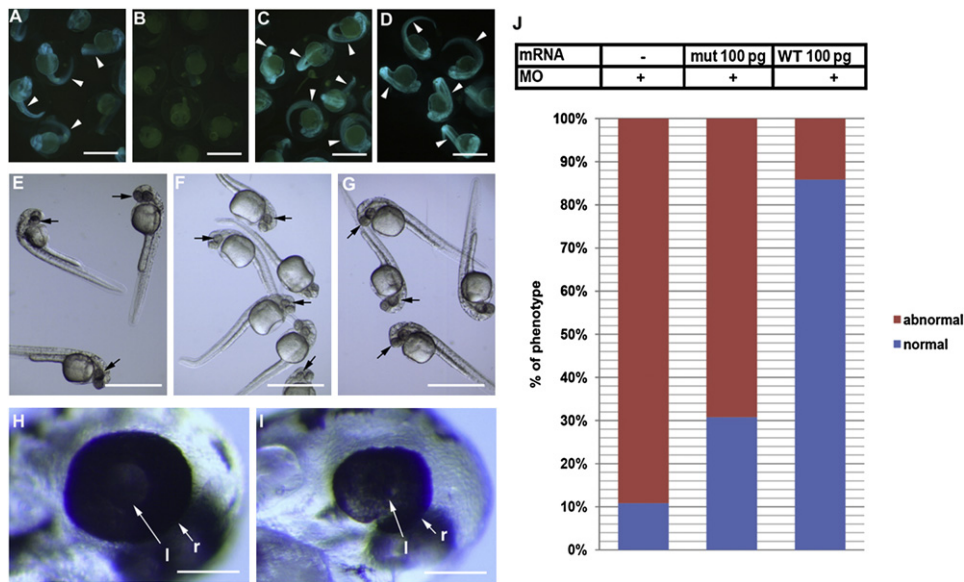 A
B
C
D
E
F
G
H
l
r
I
l
r
J
mRNA - mut 100 pg WT 100 pg
MO + + +
100%
90%
80%
70%
60%
50%
40%
30%
20%
10%
0%
% of phenotype
abnormal
normal